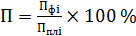 П = Пфі / Пплі × 100 %